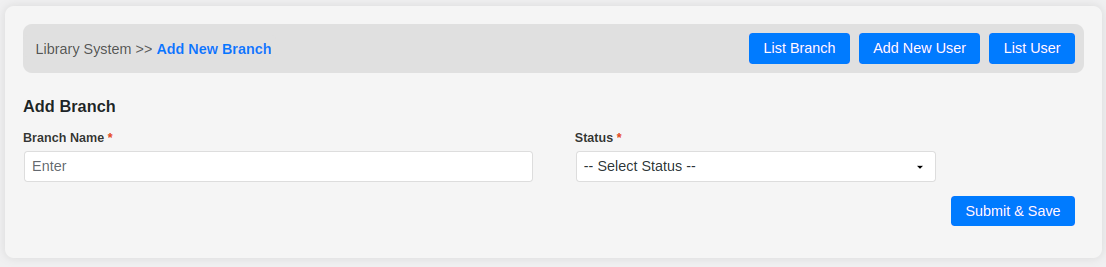 Library System >> Add New Branch
List Branch
Add New User
List User
Add Branch
Branch Name *
Status *
Enter
-- Select Status --
Submit & Save